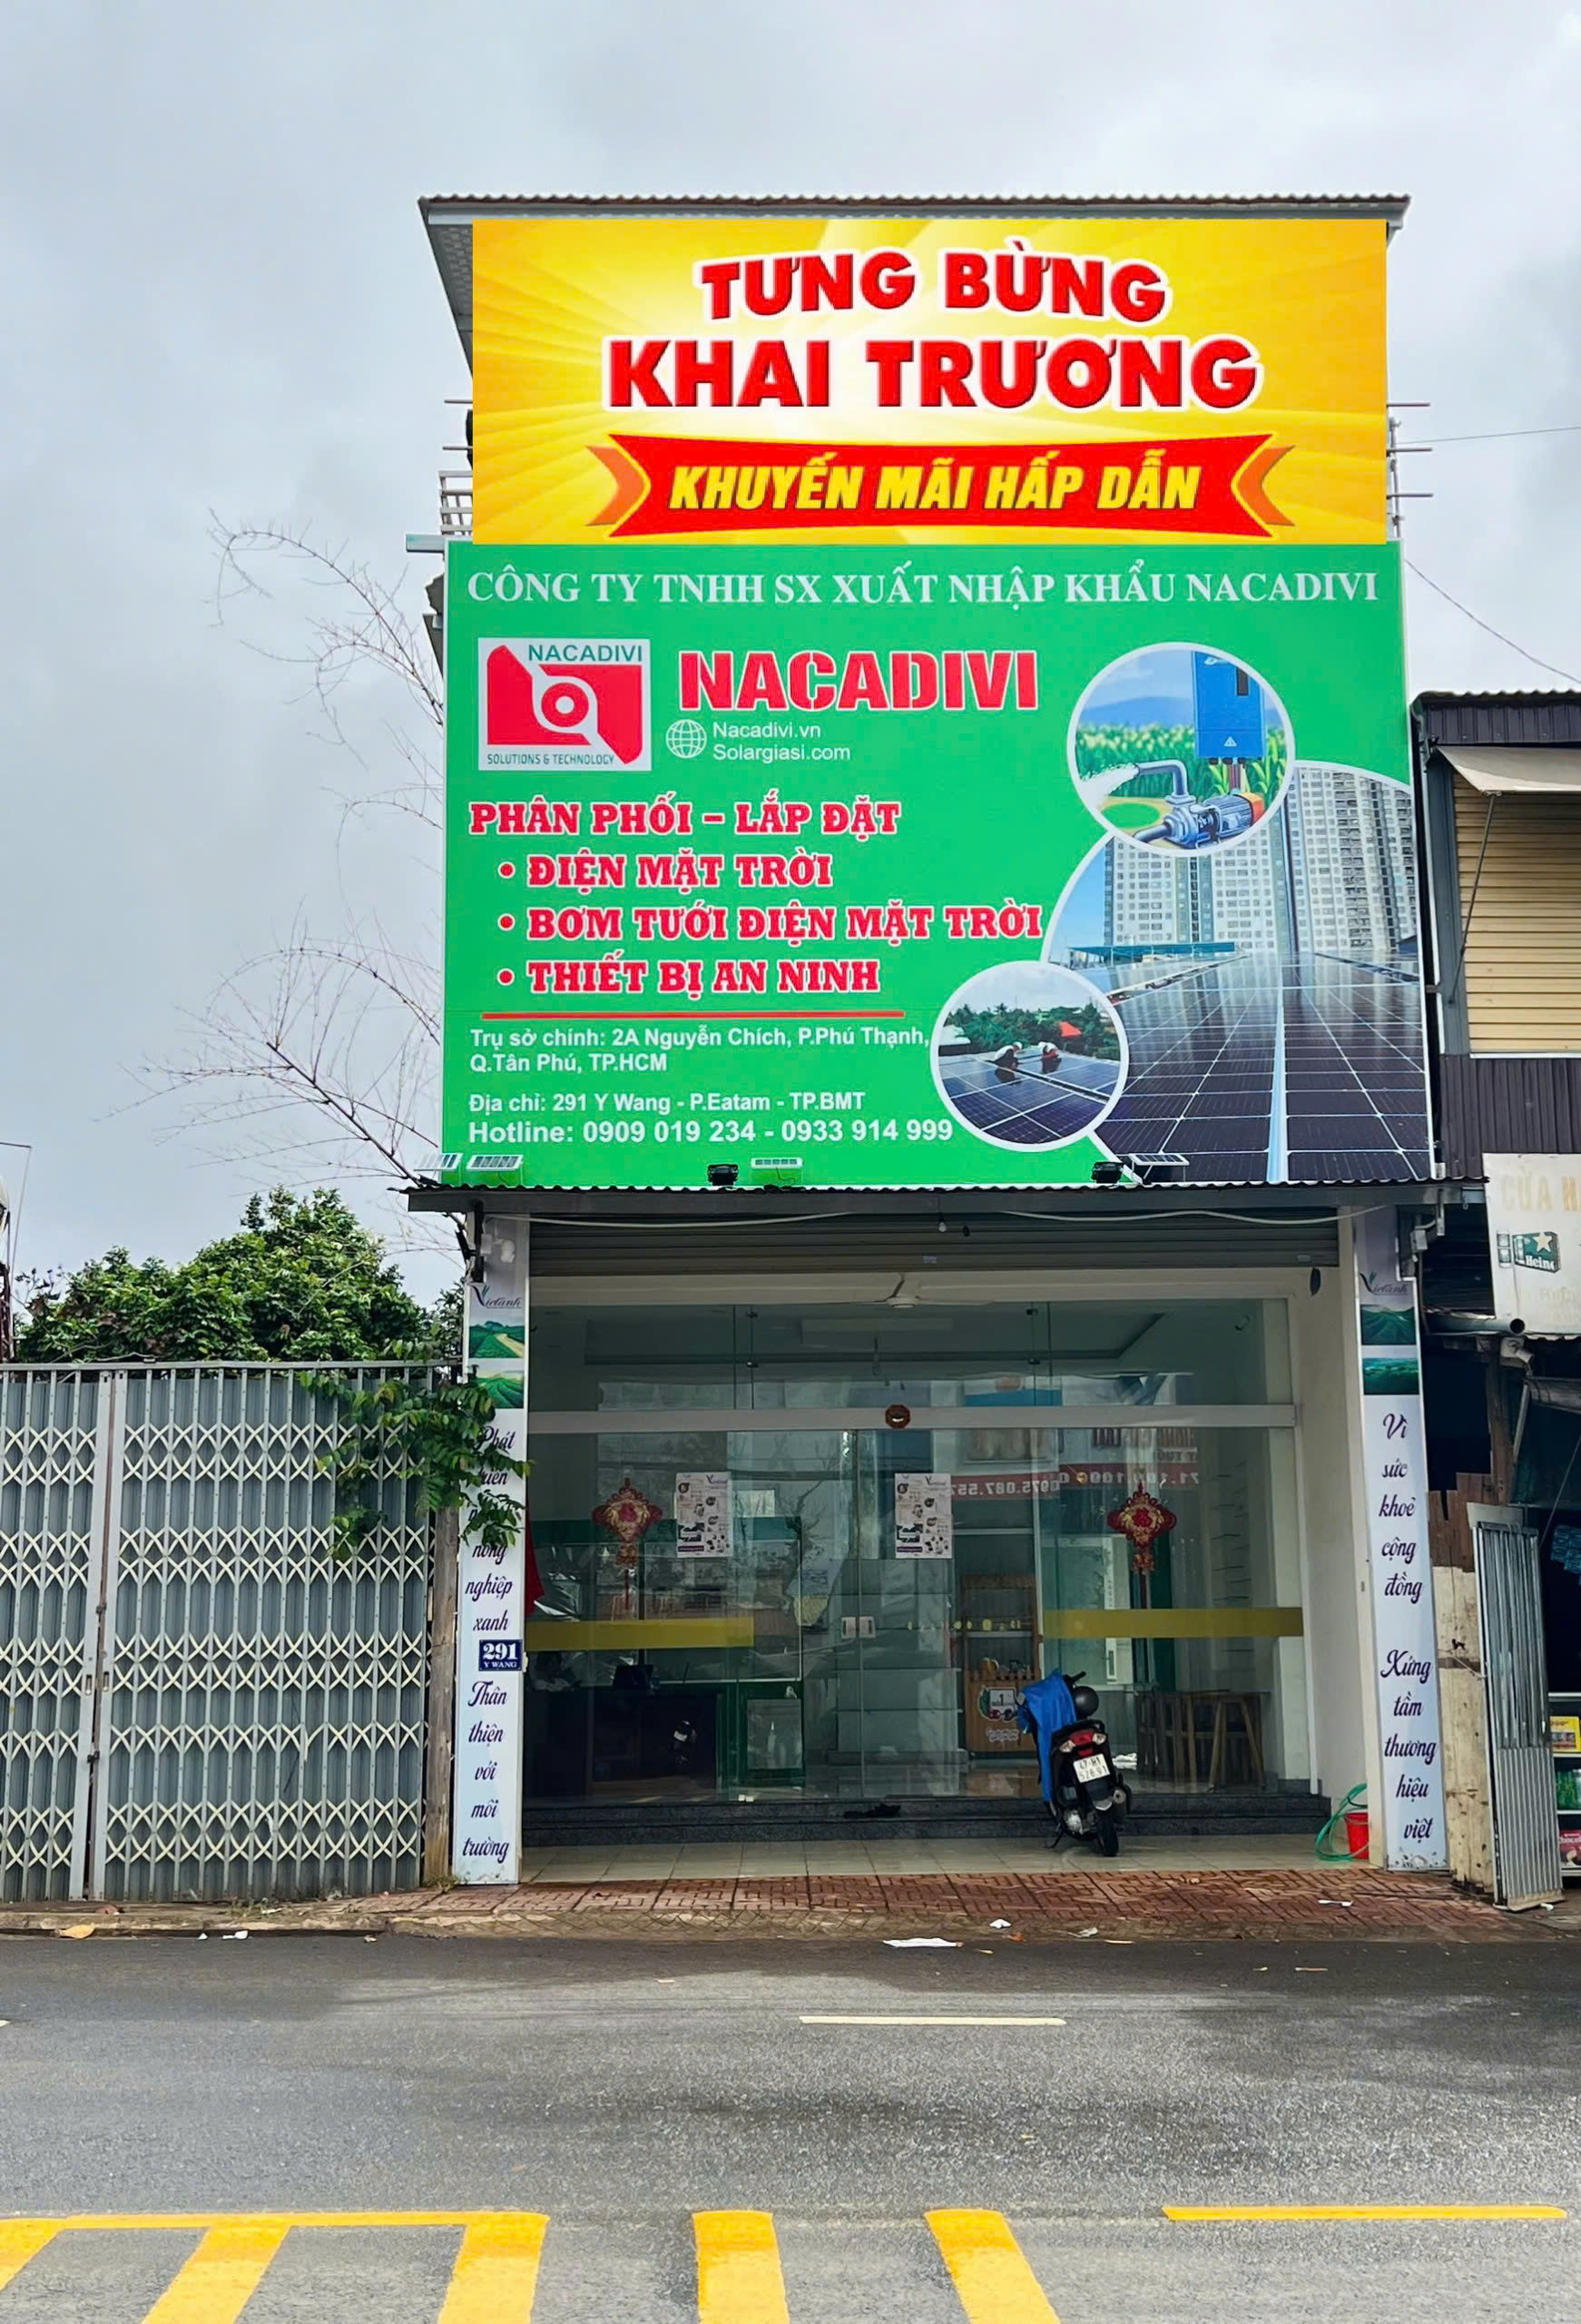 TƯNG BỪNG
KHAI TRƯƠNG
KHUYẾN MÃI HẤP DẪN
CÔNG TY TNHH SX XUẤT NHẬP KHẨU NACADIVI
NACADIVI
SOLUTIONS & TECHNOLOGY
NACADIVI
Nacadivi.vn
Solargiasi.com
PHÂN PHỐI - LẮP ĐẶT
• ĐIỆN MẶT TRỜI
• BƠM TƯỚI ĐIỆN MẶT TRỜI
• THIẾT BỊ AN NINH
Trụ sở chính: 2A Nguyễn Chích, P.Phú Thạnh,
Q.Tân Phú, TP.HCM
Địa chỉ: 291 Y Wang - P.Eatam - TP.BMT
Hotline: 0909 019 234 - 0933 914 999
Phát
nông
nghiệp
xanh
291
Y WANG
Thân
thiện
với
môi
trường
Vì
sức
khoẻ
cộng
đồng
Xứng
tầm
thương
hiệu
việt
CỬA
47-M1